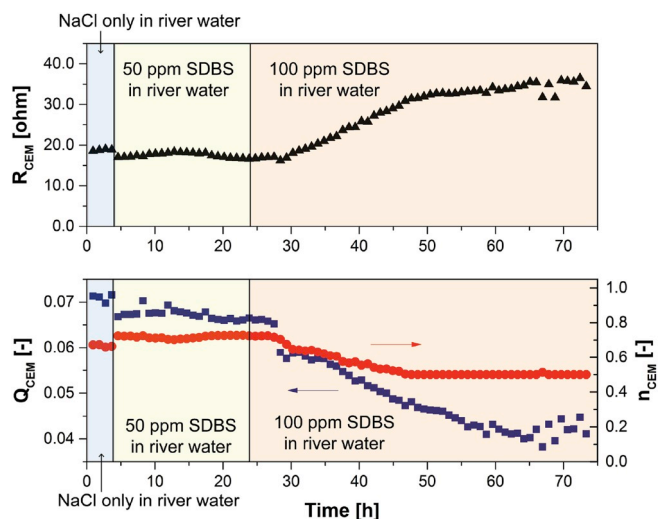 NaCl only in river water
40.0
30.0
20.0
10.0
0.0
R_CEM [ohm]
50 ppm SDBS
in river water
100 ppm SDBS
in river water
0 10 20 30 40 50 60 70
0.07
0.06
0.05
0.04
Q_CEM [-]
1.0
0.8
0.6
0.4
0.2
0.0
n_CEM [-]
50 ppm SDBS
in river water
100 ppm SDBS
in river water
0 10 20 30 40 50 60 70
NaCl only in river water
Time [h]